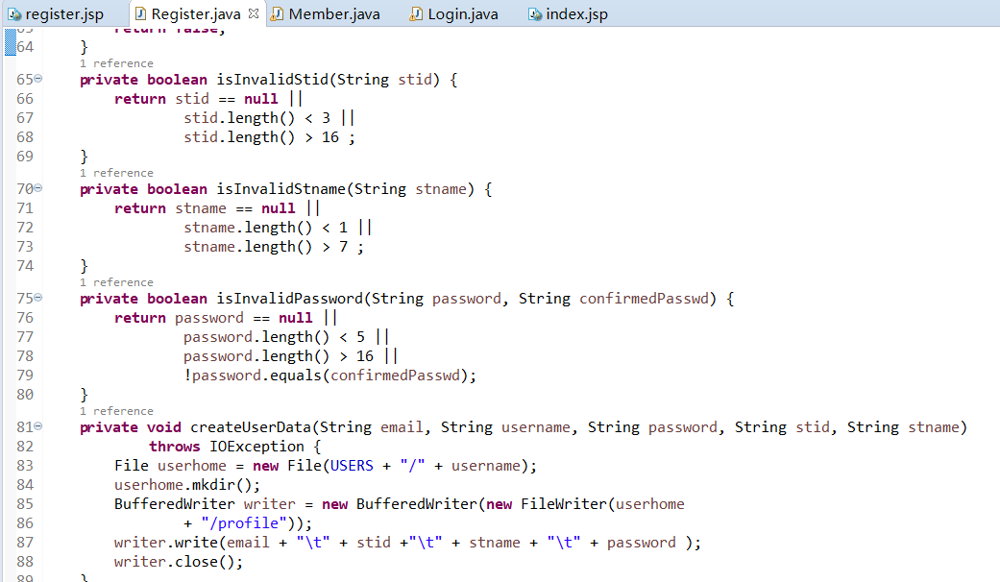 register.jsp Register.java Member.java Login.java index.jsp
return false;
64 }
1 reference
65 private boolean isInvalidStid(String stid) {
66 return stid == null ||
67 stid.length() < 3 ||
68 stid.length() > 16 ;
69 }
1 reference
70 private boolean isInvalidStname(String stname) {
71 return stname == null ||
72 stname.length() < 1 ||
73 stname.length() > 7 ;
74 }
1 reference
75 private boolean isInvalidPassword(String password, String confirmedPasswd) {
76 return password == null ||
77 password.length() < 5 ||
78 password.length() > 16 ||
79 !password.equals(confirmedPasswd);
80 }
1 reference
81 private void createUserData(String email, String username, String password, String stid, String stname)
82 throws IOException {
83 File userhome = new File(USERS + "/" + username);
84 userhome.mkdir();
85 BufferedWriter writer = new BufferedWriter(new FileWriter(userhome
86 + "/profile"));
87 writer.write(email + "\t" + stid +"\t" + stname + "\t" + password );
88 writer.close();
89 }